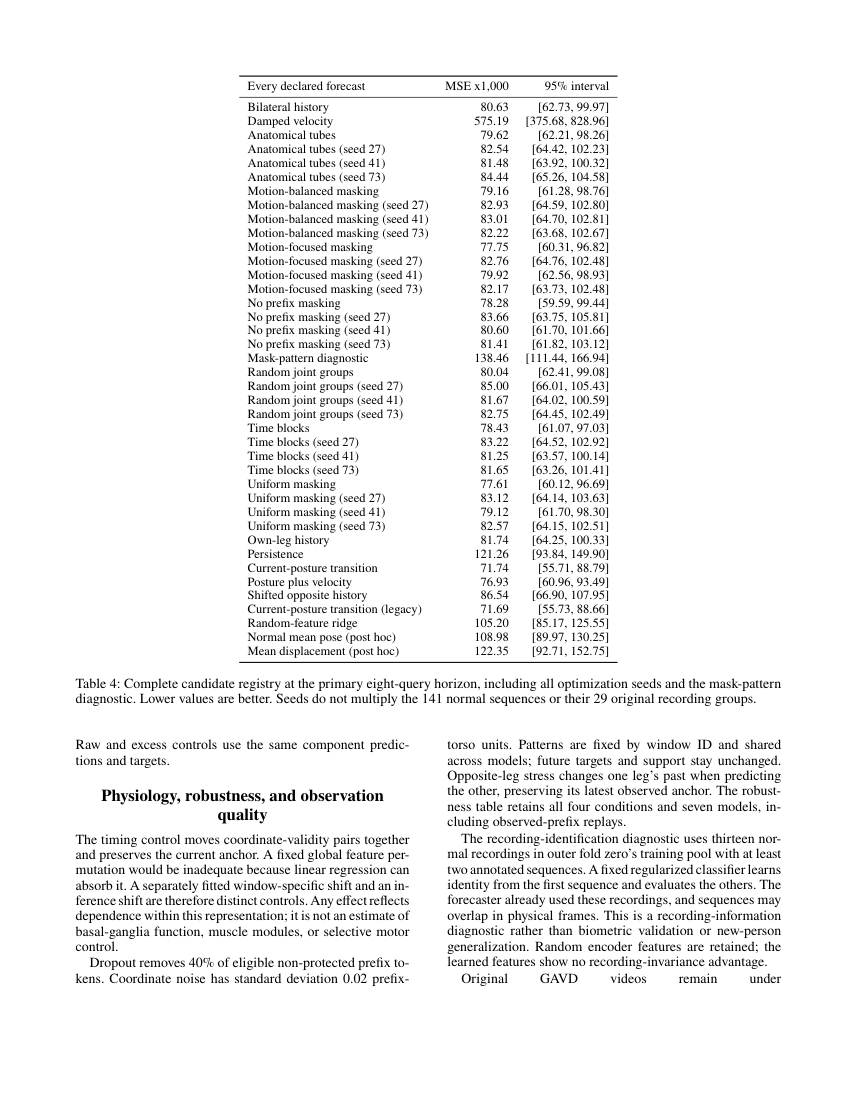 Every declared forecast MSE x1,000 95% interval
Bilateral history 80.63 [62.73, 99.97]
Damped velocity 575.19 [375.68, 828.96]
Anatomical tubes 79.62 [62.21, 98.26]
Anatomical tubes (seed 27) 82.54 [64.42, 102.23]
Anatomical tubes (seed 41) 81.48 [63.92, 100.32]
Anatomical tubes (seed 73) 84.44 [65.26, 104.58]
Motion-balanced masking 79.16 [61.28, 98.76]
Motion-balanced masking (seed 27) 82.93 [64.59, 102.80]
Motion-balanced masking (seed 41) 83.01 [64.70, 102.81]
Motion-balanced masking (seed 73) 82.22 [63.68, 102.67]
Motion-focused masking 77.75 [60.31, 96.82]
Motion-focused masking (seed 27) 82.76 [64.76, 102.48]
Motion-focused masking (seed 41) 79.92 [62.56, 98.93]
Motion-focused masking (seed 73) 82.17 [63.73, 102.48]
No prefix masking 78.28 [59.59, 99.44]
No prefix masking (seed 27) 83.66 [63.75, 105.81]
No prefix masking (seed 41) 80.60 [61.70, 101.66]
No prefix masking (seed 73) 81.41 [61.82, 103.12]
Mask-pattern diagnostic 138.46 [111.44, 166.94]
Random joint groups 80.04 [62.41, 99.08]
Random joint groups (seed 27) 85.00 [66.01, 105.43]
Random joint groups (seed 41) 81.67 [64.02, 100.59]
Random joint groups (seed 73) 82.75 [64.45, 102.49]
Time blocks 78.43 [61.07, 97.03]
Time blocks (seed 27) 83.22 [64.52, 102.92]
Time blocks (seed 41) 81.25 [63.57, 100.14]
Time blocks (seed 73) 81.65 [63.26, 101.41]
Uniform masking 77.61 [60.12, 96.69]
Uniform masking (seed 27) 83.12 [64.14, 103.63]
Uniform masking (seed 41) 79.12 [61.70, 98.30]
Uniform masking (seed 73) 82.57 [64.15, 102.51]
Own-leg history 81.74 [64.25, 100.33]
Persistence 121.26 [93.84, 149.90]
Current-posture transition 71.74 [55.71, 88.79]
Posture plus velocity 76.93 [60.96, 93.49]
Shifted opposite history 86.54 [66.90, 107.95]
Current-posture transition (legacy) 71.69 [55.73, 88.66]
Random-feature ridge 105.20 [85.17, 125.55]
Normal mean pose (post hoc) 108.98 [89.97, 130.25]
Mean displacement (post hoc) 122.35 [92.71, 152.75]
Table 4: Complete candidate registry at the primary eight-query horizon, including all optimization seeds and the mask-pattern
diagnostic. Lower values are better. Seeds do not multiply the 141 normal sequences or their 29 original recording groups.
Raw and excess controls use the same component predic-
tions and targets.
Physiology, robustness, and observation
quality
The timing control moves coordinate-validity pairs together
and preserves the current anchor. A fixed global feature per-
mutation would be inadequate because linear regression can
absorb it. A separately fitted window-specific shift and an in-
ference shift are therefore distinct controls. Any effect reflects
dependence within this representation; it is not an estimate of
basal-ganglia function, muscle modules, or selective motor
control.
Dropout removes 40% of eligible non-protected prefix to-
kens. Coordinate noise has standard deviation 0.02 prefix-
torso units. Patterns are fixed by window ID and shared
across models; future targets and support stay unchanged.
Opposite-leg stress changes one leg's past when predicting
the other, preserving its latest observed anchor. The robust-
ness table retains all four conditions and seven models, in-
cluding observed-prefix replays.
The recording-identification diagnostic uses thirteen nor-
mal recordings in outer fold zero's training pool with at least
two annotated sequences. A fixed regularized classifier learns
identity from the first sequence and evaluates the others. The
forecaster already used these recordings, and sequences may
overlap in physical frames. This is a recording-information
diagnostic rather than biometric validation or new-person
generalization. Random encoder features are retained; the
learned features show no recording-invariance advantage.
Original GAVD videos remain under